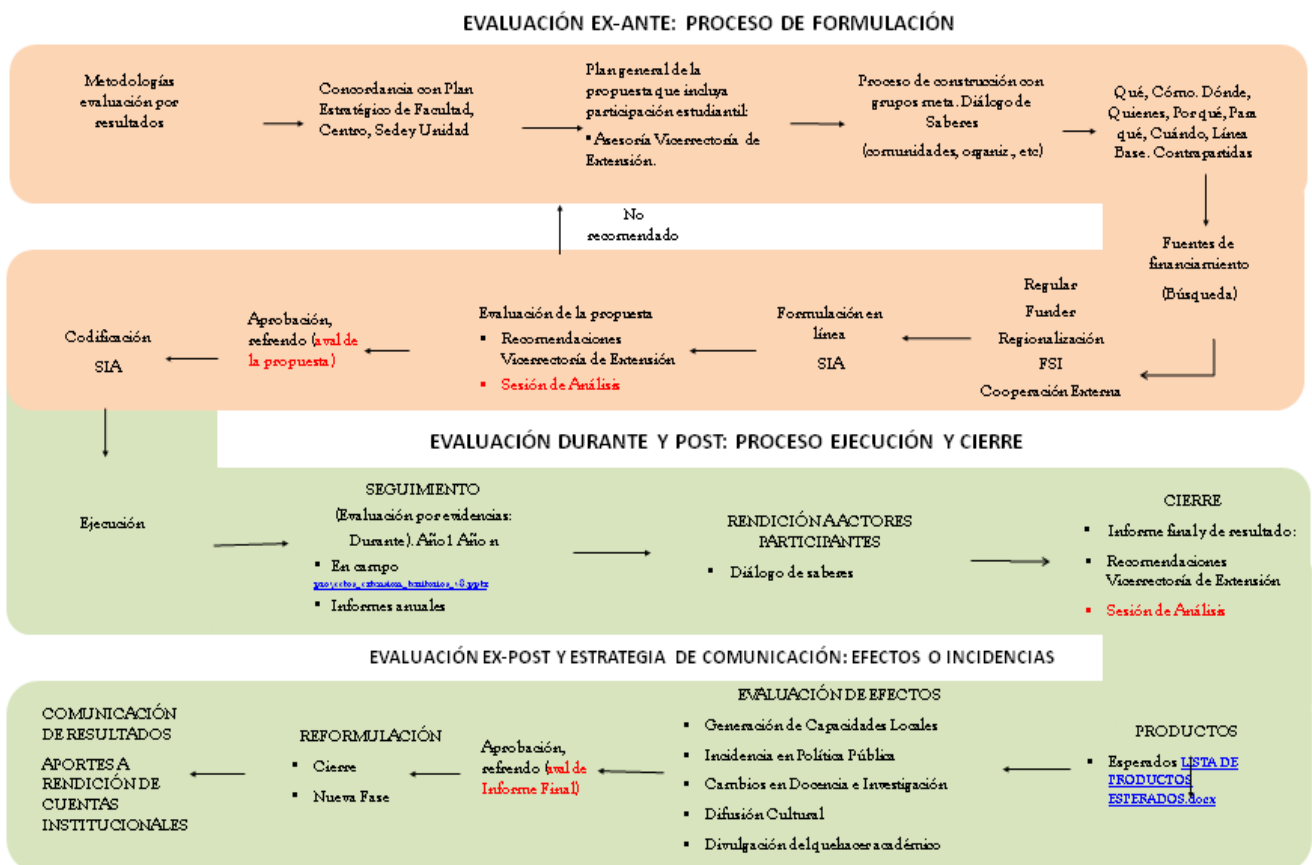 EVALUACIÓN EX-ANTE: PROCESO DE FORMULACIÓN
Metodologías
evaluación por
resultados
Concordancia con Plan
Estratégico de Facultad,
Centro, Sede y Unidad
Plan general de la
propuesta que incluya
participación estudiantil:
▪ Asesoría Vicerrectoría de
Extensión.
Proceso de construcción con
grupos meta. Diálogo de
Saberes
(comunidades, organiz., etc)
Qué, Cómo. Dónde,
Quienes, Por qué, Para
qué, Cuándo, Línea
Base. Contrapartidas
No
recomendado
Fuentes de
financiamiento
(Búsqueda)
Regular
Funder
Regionalización
FSI
Cooperación Externa
Formulación en
línea
SIA
Evaluación de la propuesta
▪ Recomendaciones
Vicerrectoría de Extensión
▪ Sesión de Análisis
Aprobación,
refrendo (aval de
la propuesta)
Codificación
SIA
EVALUACIÓN DURANTE Y POST: PROCESO EJECUCIÓN Y CIERRE
Ejecución
SEGUIMIENTO
(Evaluación por evidencias:
Durante). Año 1 Año n
▪ En campo
proyectos_extension_territorios_v8.pptx
▪ Informes anuales
RENDICIÓN A ACTORES
PARTICIPANTES
▪ Diálogo de saberes
CIERRE
▪ Informe final y de resultado:
▪ Recomendaciones
Vicerrectoría de Extensión
▪ Sesión de Análisis
EVALUACIÓN EX-POST Y ESTRATEGIA DE COMUNICACIÓN: EFECTOS O INCIDENCIAS
PRODUCTOS
▪ Esperados LISTA DE
PRODUCTOS
ESPERADOS.docx
EVALUACIÓN DE EFECTOS
▪ Generación de Capacidades Locales
▪ Incidencia en Política Pública
▪ Cambios en Docencia e Investigación
▪ Difusión Cultural
▪ Divulgación del quehacer académico
Aprobación,
refrendo (aval de
Informe Final)
REFORMULACIÓN
▪ Cierre
▪ Nueva Fase
COMUNICACIÓN
DE RESULTADOS
APORTES A
RENDICIÓN DE
CUENTAS
INSTITUCIONALES